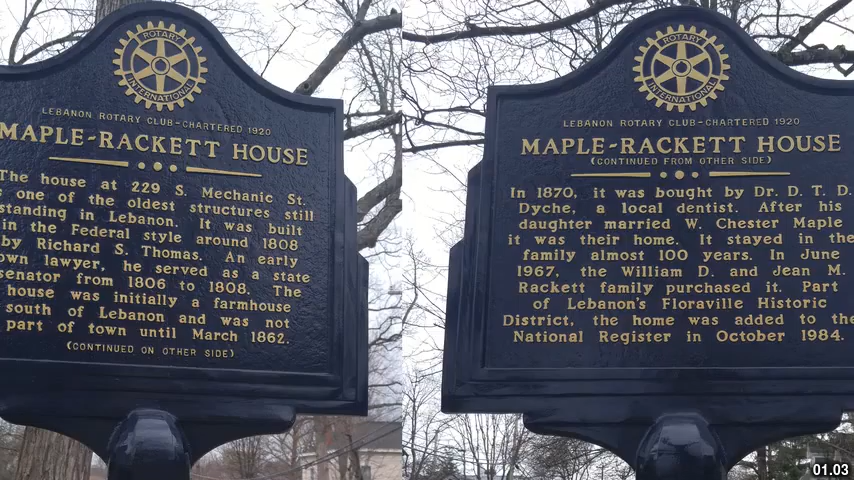 ROTARY
INTERNATIONAL
LEBANON ROTARY CLUB-CHARTERED 1920
MAPLE-RACKETT HOUSE
The house at 229 S. Mechanic St.
one of the oldest structures still
standing in Lebanon. It was built
in the Federal style around 1808
by Richard S. Thomas. An early
own lawyer, he served as a state
senator from 1806 to 1808. The
house was initially a farmhouse
south of Lebanon and was not
part of town until March 1862.
(CONTINUED ON OTHER SIDE)
ROTARY
INTERNATIONAL
LEBANON ROTARY CLUB-CHARTERED 1920
MAPLE-RACKETT HOUSE
(CONTINUED FROM OTHER SIDE)
In 1870, it was bought by Dr. D. T. D.
Dyche, a local dentist. After his
daughter married W. Chester Maple
it was their home. It stayed in the
family almost 100 years. In June
1967, the William D. and Jean M.
Rackett family purchased it. Part
of Lebanon's Floraville Historic
District, the home was added to the
National Register in October 1984.
01.03